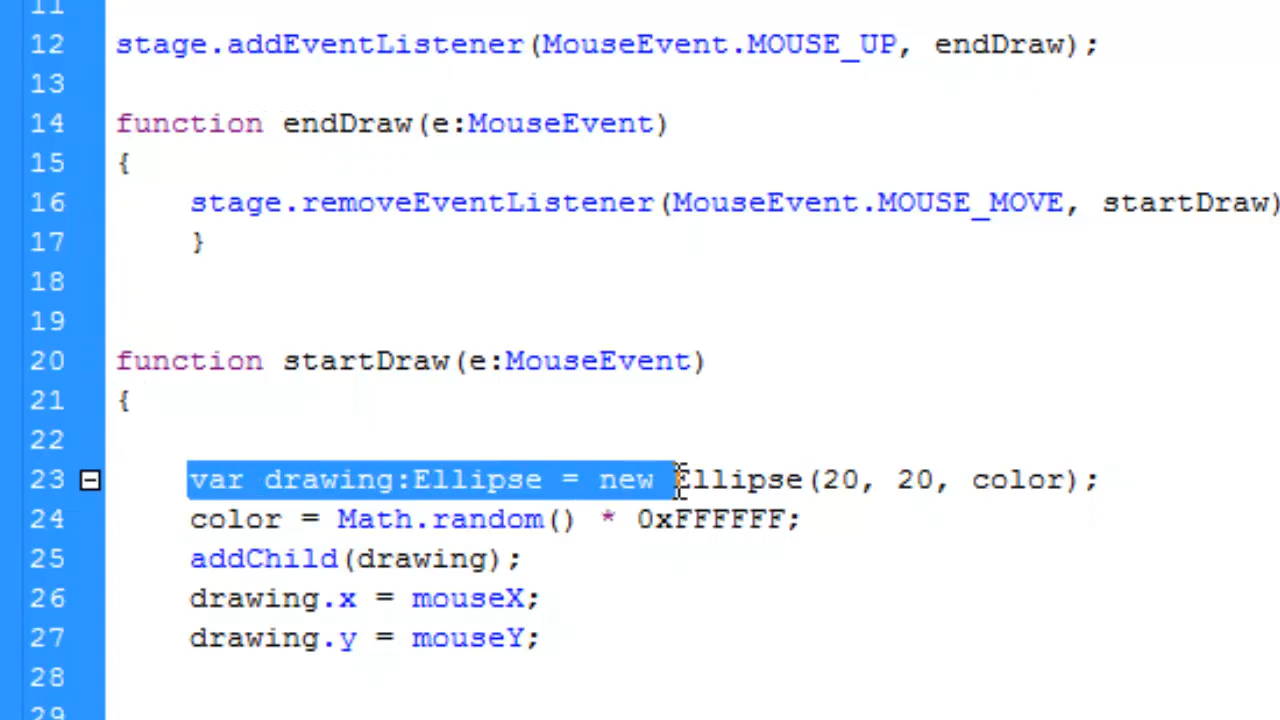 11
12 stage.addEventListener(MouseEvent.MOUSE_UP, endDraw);
13
14 function endDraw(e:MouseEvent)
15 {
16 stage.removeEventListener(MouseEvent.MOUSE_MOVE, startDraw)
17 }
18
19
20 function startDraw(e:MouseEvent)
21 {
22
23 var drawing:Ellipse = new Ellipse(20, 20, color);
24 color = Math.random() * 0xFFFFFF;
25 addChild(drawing);
26 drawing.x = mouseX;
27 drawing.y = mouseY;
28
29